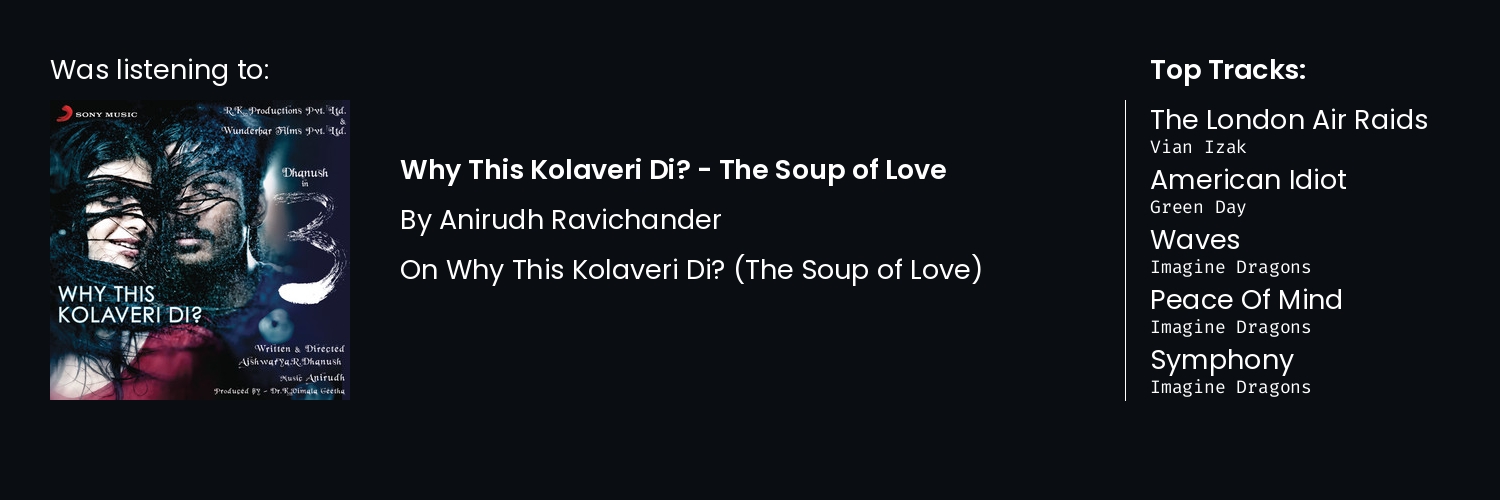 Was listening to:
SONY MUSIC
R.K. Productions Pvt. Ltd.
&
Wunderbar Films Pvt. Ltd.
Dhanush
in
3
WHY THIS
KOLAVERI DI?
Written & Directed
Aishwarya.R.Dhanush
Music Anirudh
Produced By - Dr.K.Vimala Geetha
Why This Kolaveri Di? - The Soup of Love
By Anirudh Ravichander
On Why This Kolaveri Di? (The Soup of Love)
Top Tracks:
The London Air Raids
Vian Izak
American Idiot
Green Day
Waves
Imagine Dragons
Peace Of Mind
Imagine Dragons
Symphony
Imagine Dragons